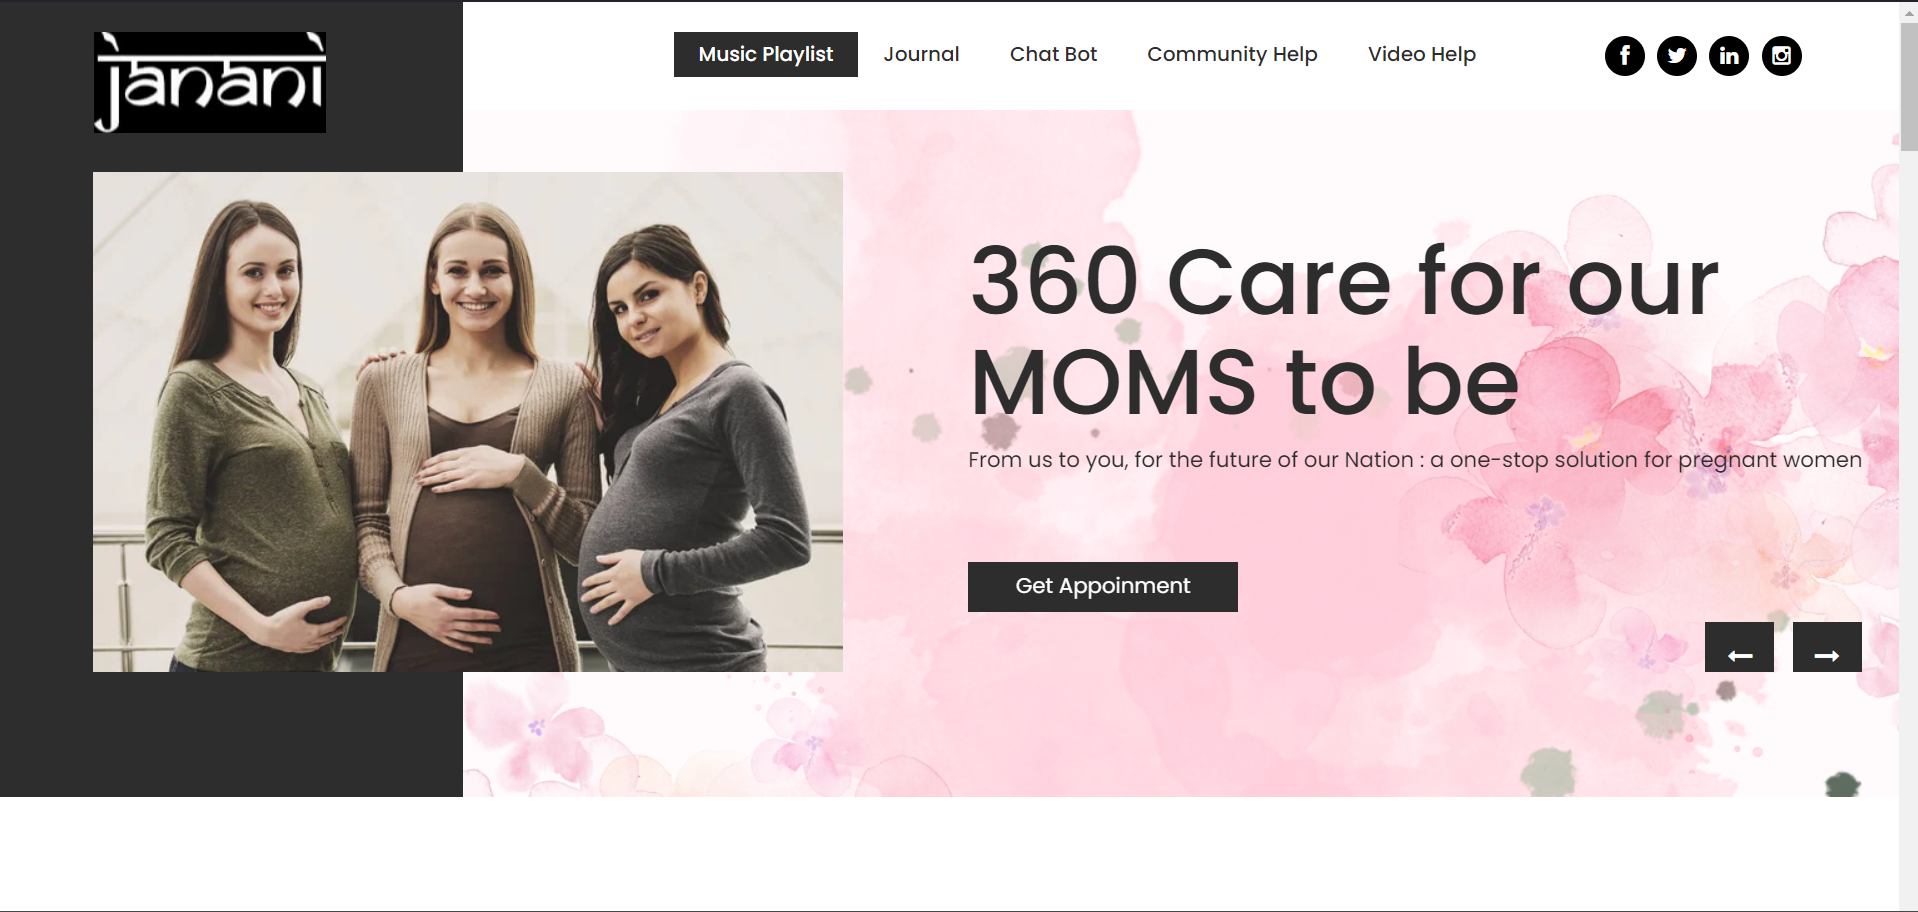 janani
Music Playlist
Journal
Chat Bot
Community Help
Video Help
360 Care for our
MOMS to be
From us to you, for the future of our Nation : a one-stop solution for pregnant women
Get Appoinment